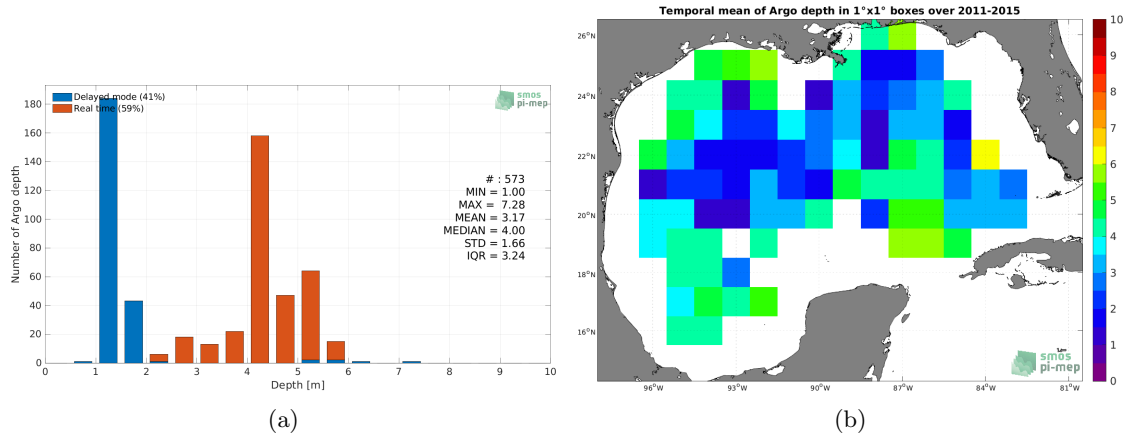 Delayed mode (41%)
Real time (59%)
smos
pi-mep
Number of Argo depth
180
160
140
120
100
80
60
40
20
0
# : 573
MIN = 1.00
MAX = 7.28
MEAN = 3.17
MEDIAN = 4.00
STD = 1.66
IQR = 3.24
0 1 2 3 4 5 6 7 8 9 10
Depth [m]
(a)
Temporal mean of Argo depth in 1°x1° boxes over 2011-2015
26°N
24°N
22°N
20°N
18°N
16°N
96°W 93°W 90°W 87°W 84°W 81°W
10
9
8
7
6
5
4
3
2
1
0
smos
pi-mep
(b)